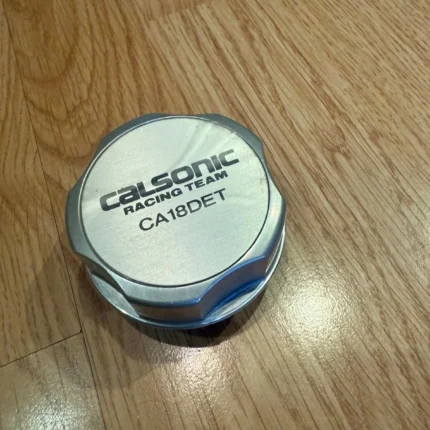 calsonic
RACING TEAM
CA18DET